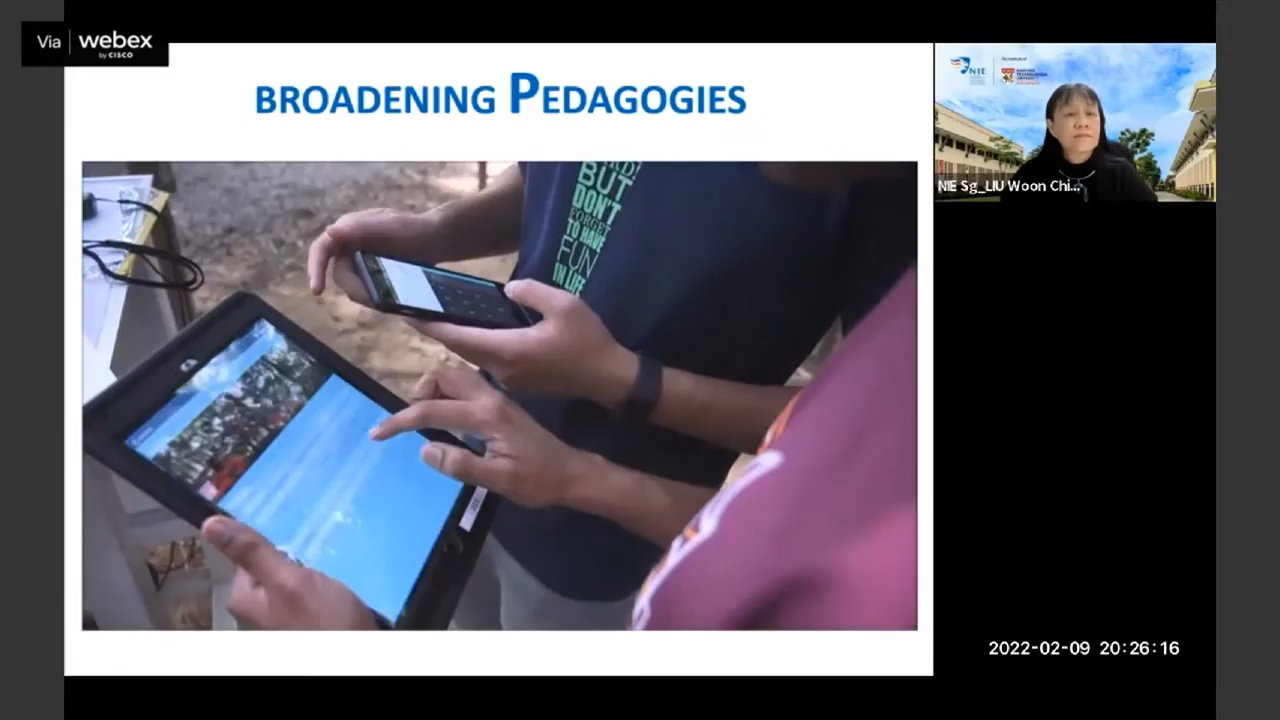 Via webex
by CISCO
BROADENING PEDAGOGIES
BUT
DON'T
FORGET
TO HAVE
FUN
IN LIFE
NIE
NIE Sg_LIU Woon Chi...
2022-02-09 20:26:16